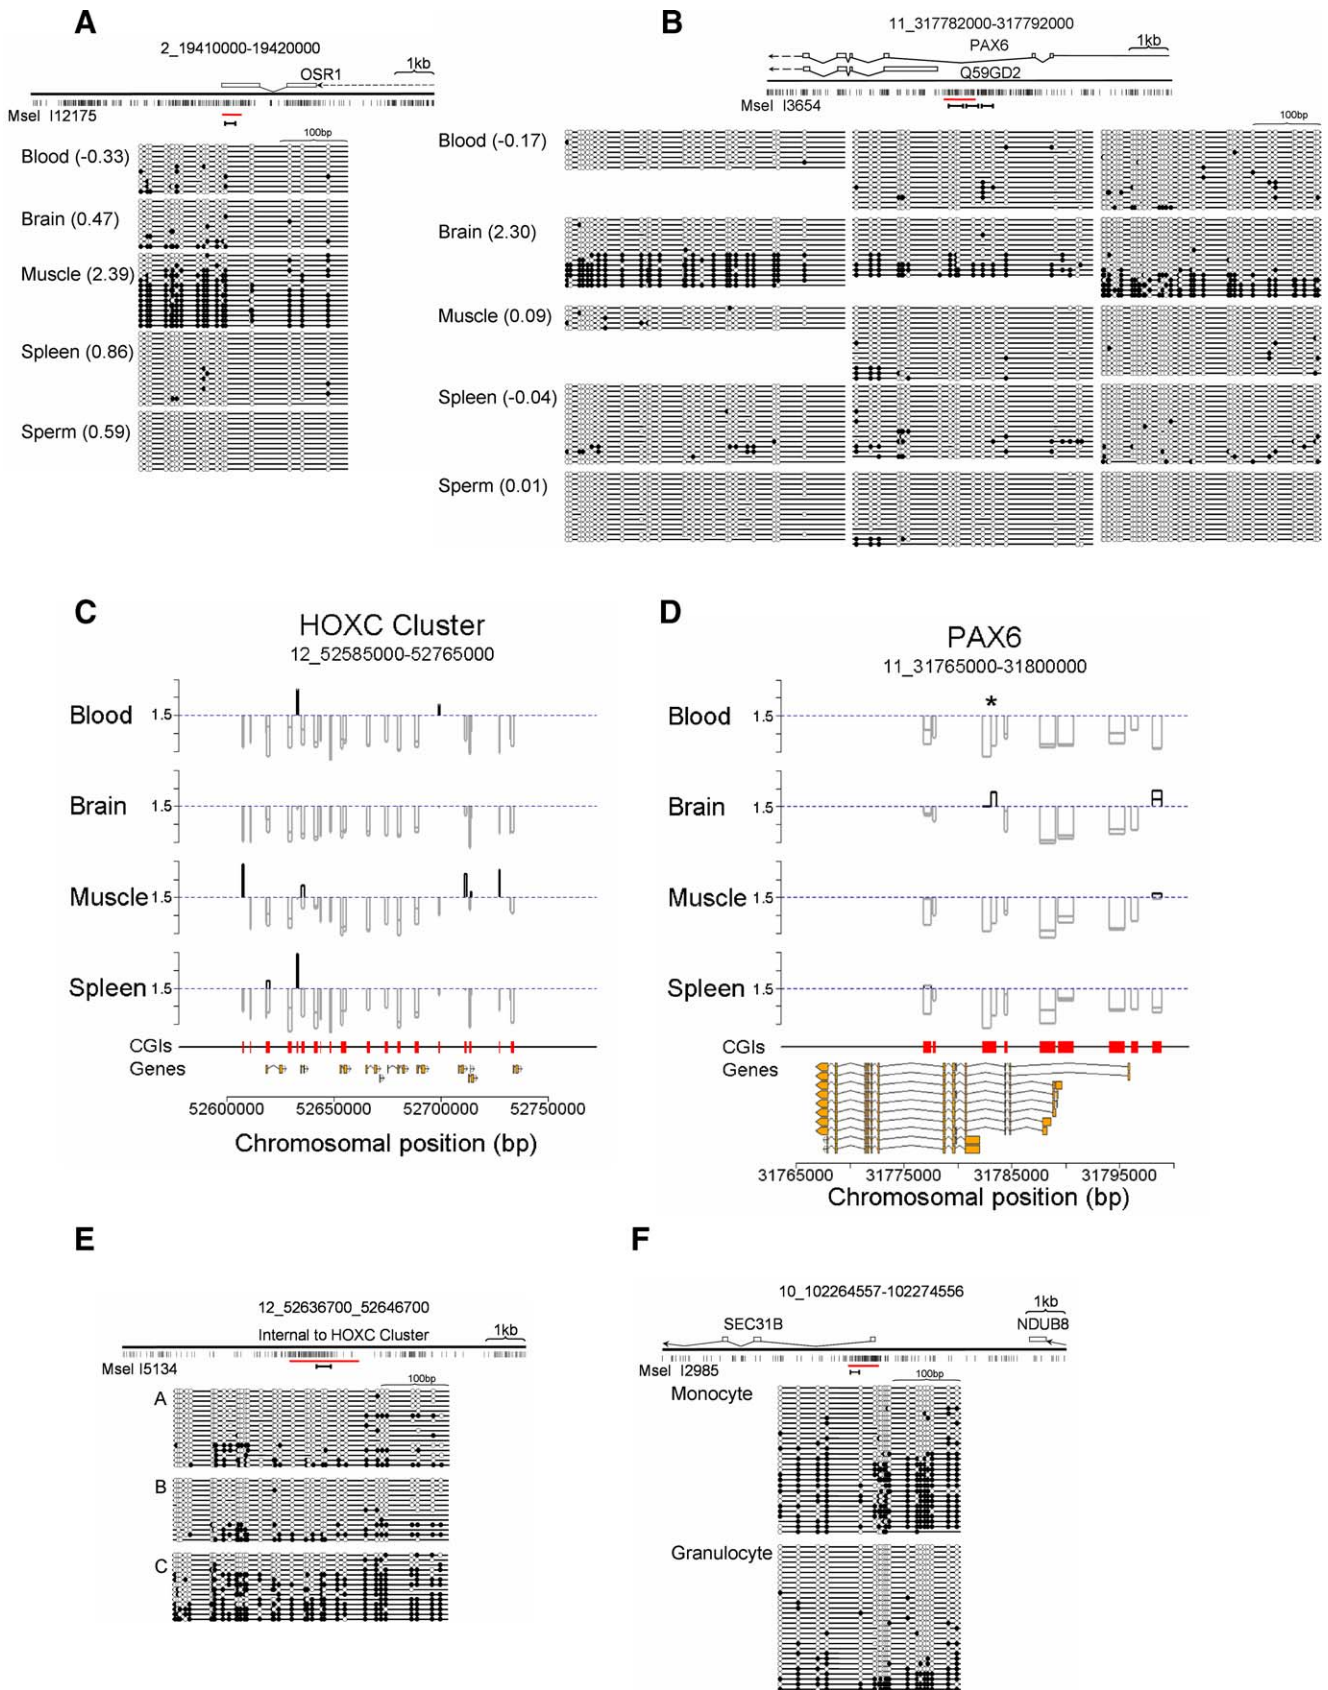 A
2_19410000-19420000
1kb
OSR1
MseI I12175
100bp
Blood (-0.33)
Brain (0.47)
Muscle (2.39)
Spleen (0.86)
Sperm (0.59)
B
11_317782000-317792000
PAX6
1kb
Q59GD2
MseI I3654
100bp
Blood (-0.17)
Brain (2.30)
Muscle (0.09)
Spleen (-0.04)
Sperm (0.01)
C
HOXC Cluster
12_52585000-52765000
Blood 1.5
Brain 1.5
Muscle 1.5
Spleen 1.5
CGIs
Genes
52600000 52650000 52700000 52750000
Chromosomal position (bp)
D
PAX6
11_31765000-31800000
*
Blood 1.5
Brain 1.5
Muscle 1.5
Spleen 1.5
CGIs
Genes
31765000 31775000 31785000 31795000
Chromosomal position (bp)
E
12_52636700_52646700
Internal to HOXC Cluster
1kb
MseI I5134
100bp
A
B
C
F
10_102264557-102274556
1kb
SEC31B
NDUB8
MseI I2985
100bp
Monocyte
Granulocyte